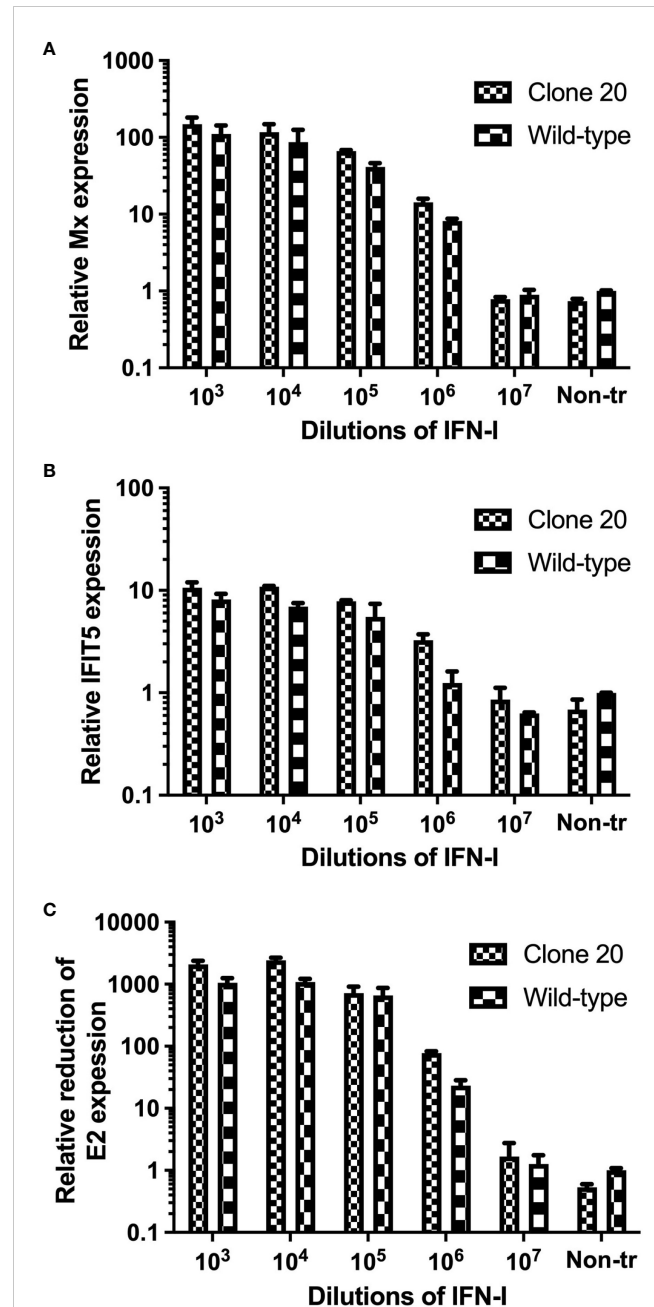 A
Relative Mx expression
1000
100
10
1
0.1
Clone 20
Wild-type
10³ 10⁴ 10⁵ 10⁶ 10⁷ Non-tr
Dilutions of IFN-I
B
Relative IFIT5 expession
100
10
1
0.1
Clone 20
Wild-type
10³ 10⁴ 10⁵ 10⁶ 10⁷ Non-tr
Dilutions of IFN-I
C
Relative reduction of
E2 expession
10000
1000
100
10
1
0.1
Clone 20
Wild-type
10³ 10⁴ 10⁵ 10⁶ 10⁷ Non-tr
Dilutions of IFN-I